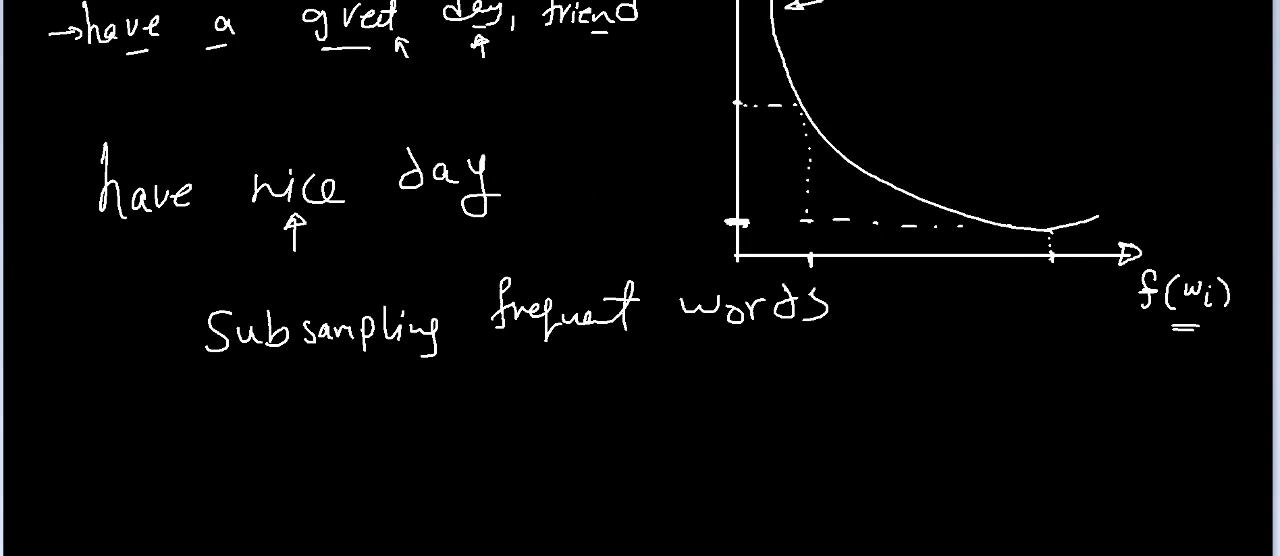 →have a great day, friend
have nice day
Subsampling frequent words
f(wi)